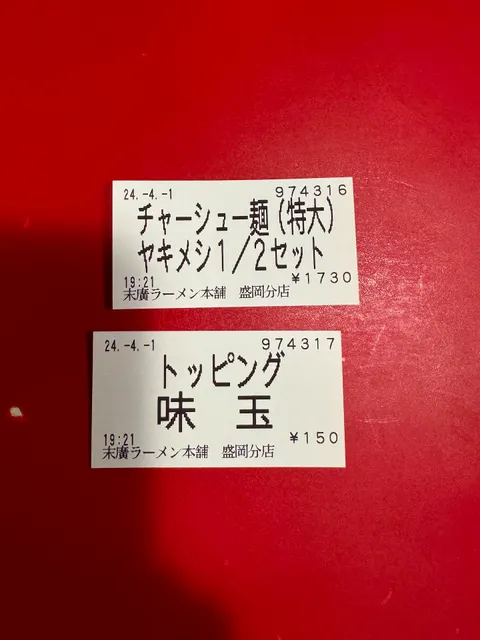 24.-4.-1 974316
チャーシュー麺(特大)
ヤキメシ1/2セット
19:21 ¥1730
末廣ラーメン本舗 盛岡分店
24.-4.-1 974317
トッピング
味 玉
19:21 ¥150
末廣ラーメン本舗 盛岡分店